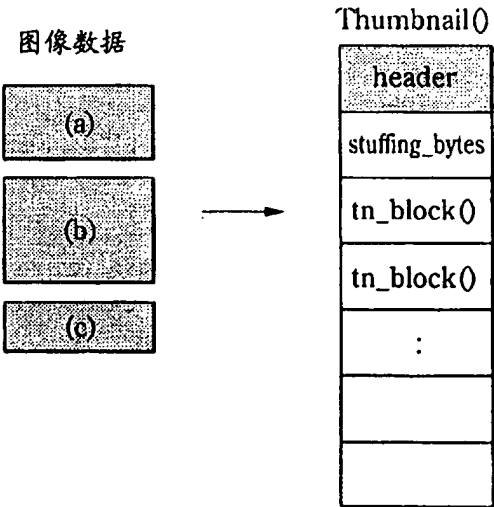 图像数据
(a)
(b)
(c)
Thumbnail()
header
stuffing_bytes
tn_block()
tn_block()
: